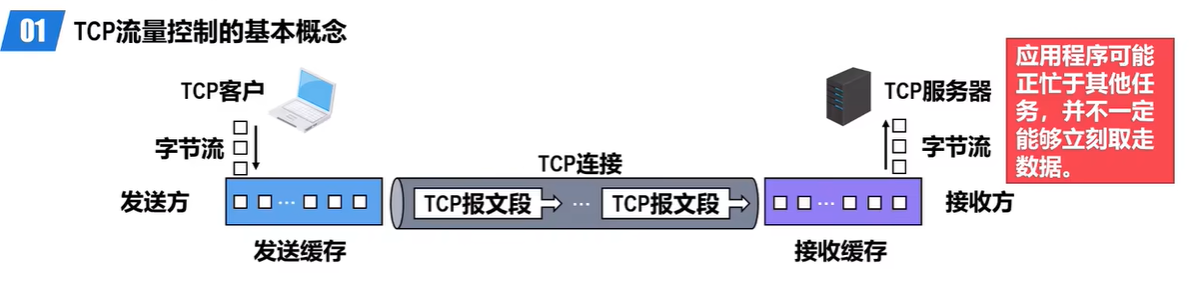 01 TCP流量控制的基本概念
TCP客户
TCP服务器
应用程序可能
正忙于其他任
务，并不一定
能够立刻取走
数据。
字节流
字节流
TCP连接
发送方
TCP报文段
...
TCP报文段
接收方
...
...
发送缓存
接收缓存